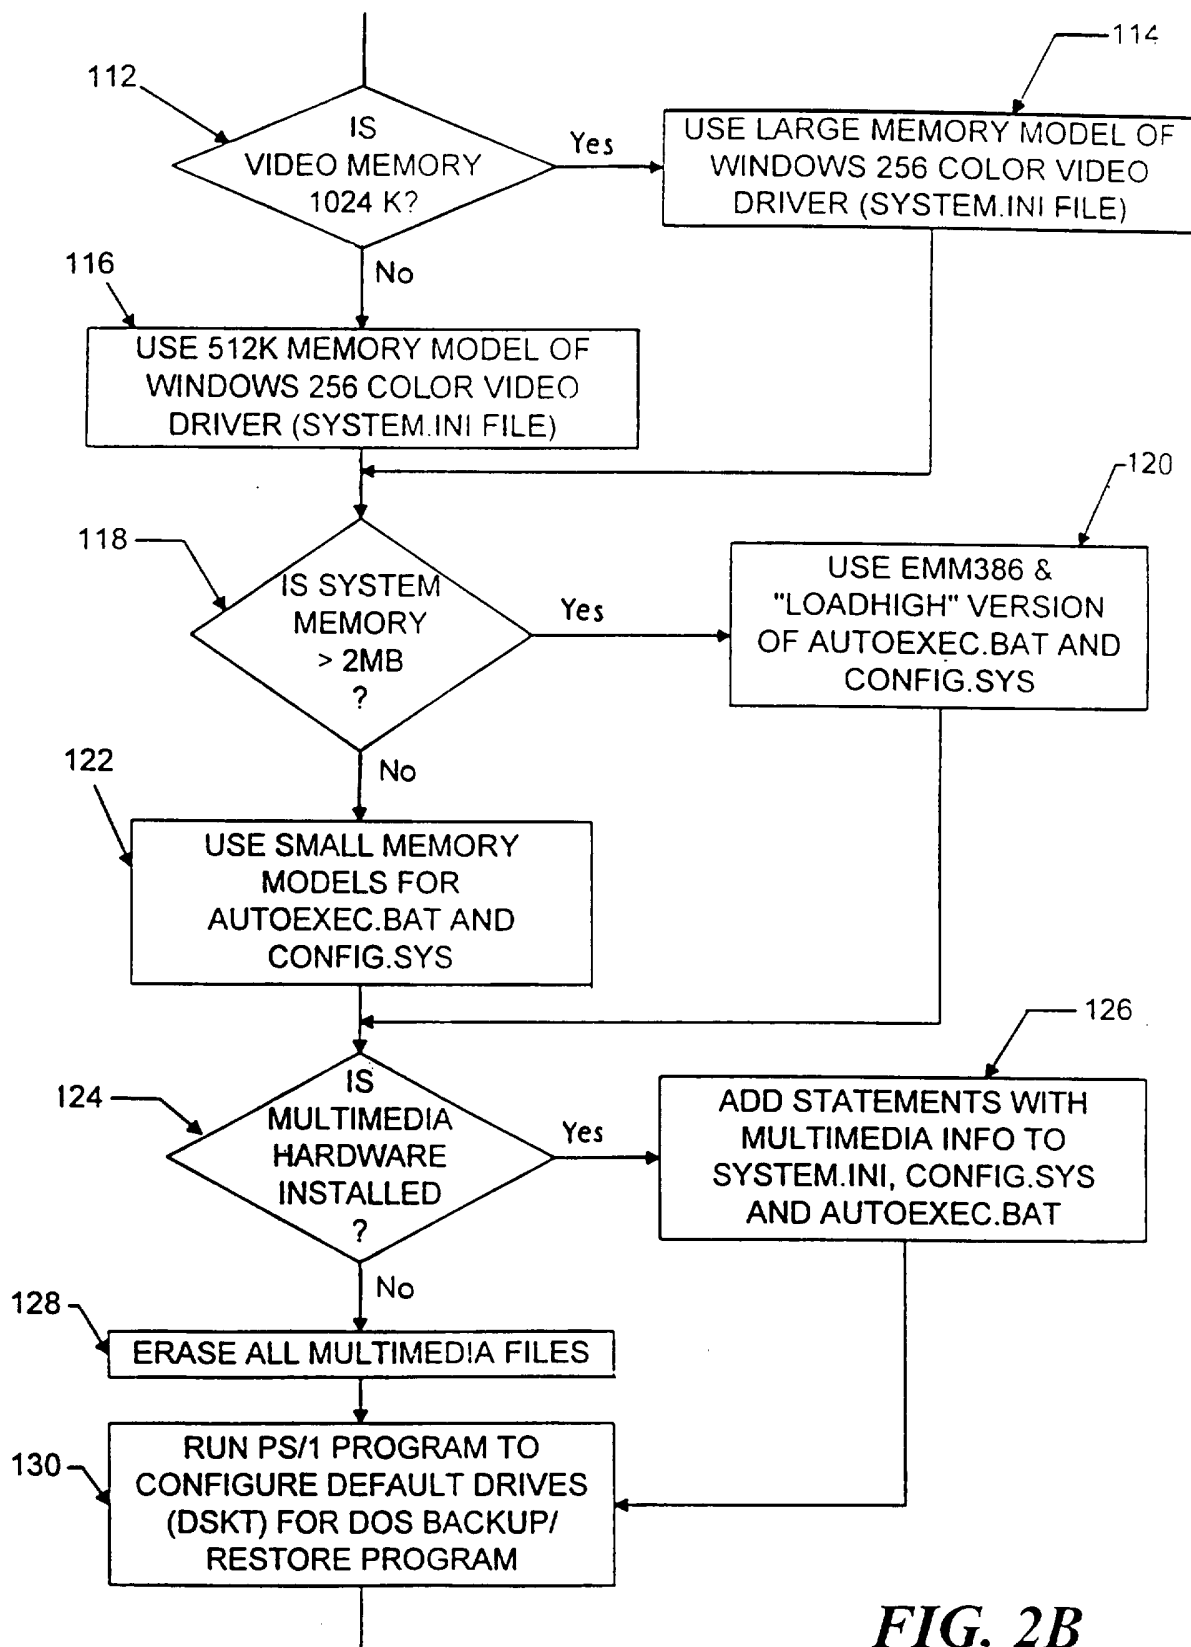 114
112
IS
VIDEO MEMORY
1024 K?
Yes
USE LARGE MEMORY MODEL OF
WINDOWS 256 COLOR VIDEO
DRIVER (SYSTEM.INI FILE)
No
116
USE 512K MEMORY MODEL OF
WINDOWS 256 COLOR VIDEO
DRIVER (SYSTEM.INI FILE)
118
IS SYSTEM
MEMORY
> 2MB
?
Yes
120
USE EMM386 &
"LOADHIGH" VERSION
OF AUTOEXEC.BAT AND
CONFIG.SYS
No
122
USE SMALL MEMORY
MODELS FOR
AUTOEXEC.BAT AND
CONFIG.SYS
124
IS
MULTIMEDIA
HARDWARE
INSTALLED
?
Yes
126
ADD STATEMENTS WITH
MULTIMEDIA INFO TO
SYSTEM.INI, CONFIG.SYS
AND AUTOEXEC.BAT
No
128
ERASE ALL MULTIMEDIA FILES
130
RUN PS/1 PROGRAM TO
CONFIGURE DEFAULT DRIVES
(DSKT) FOR DOS BACKUP/
RESTORE PROGRAM
FIG. 2B